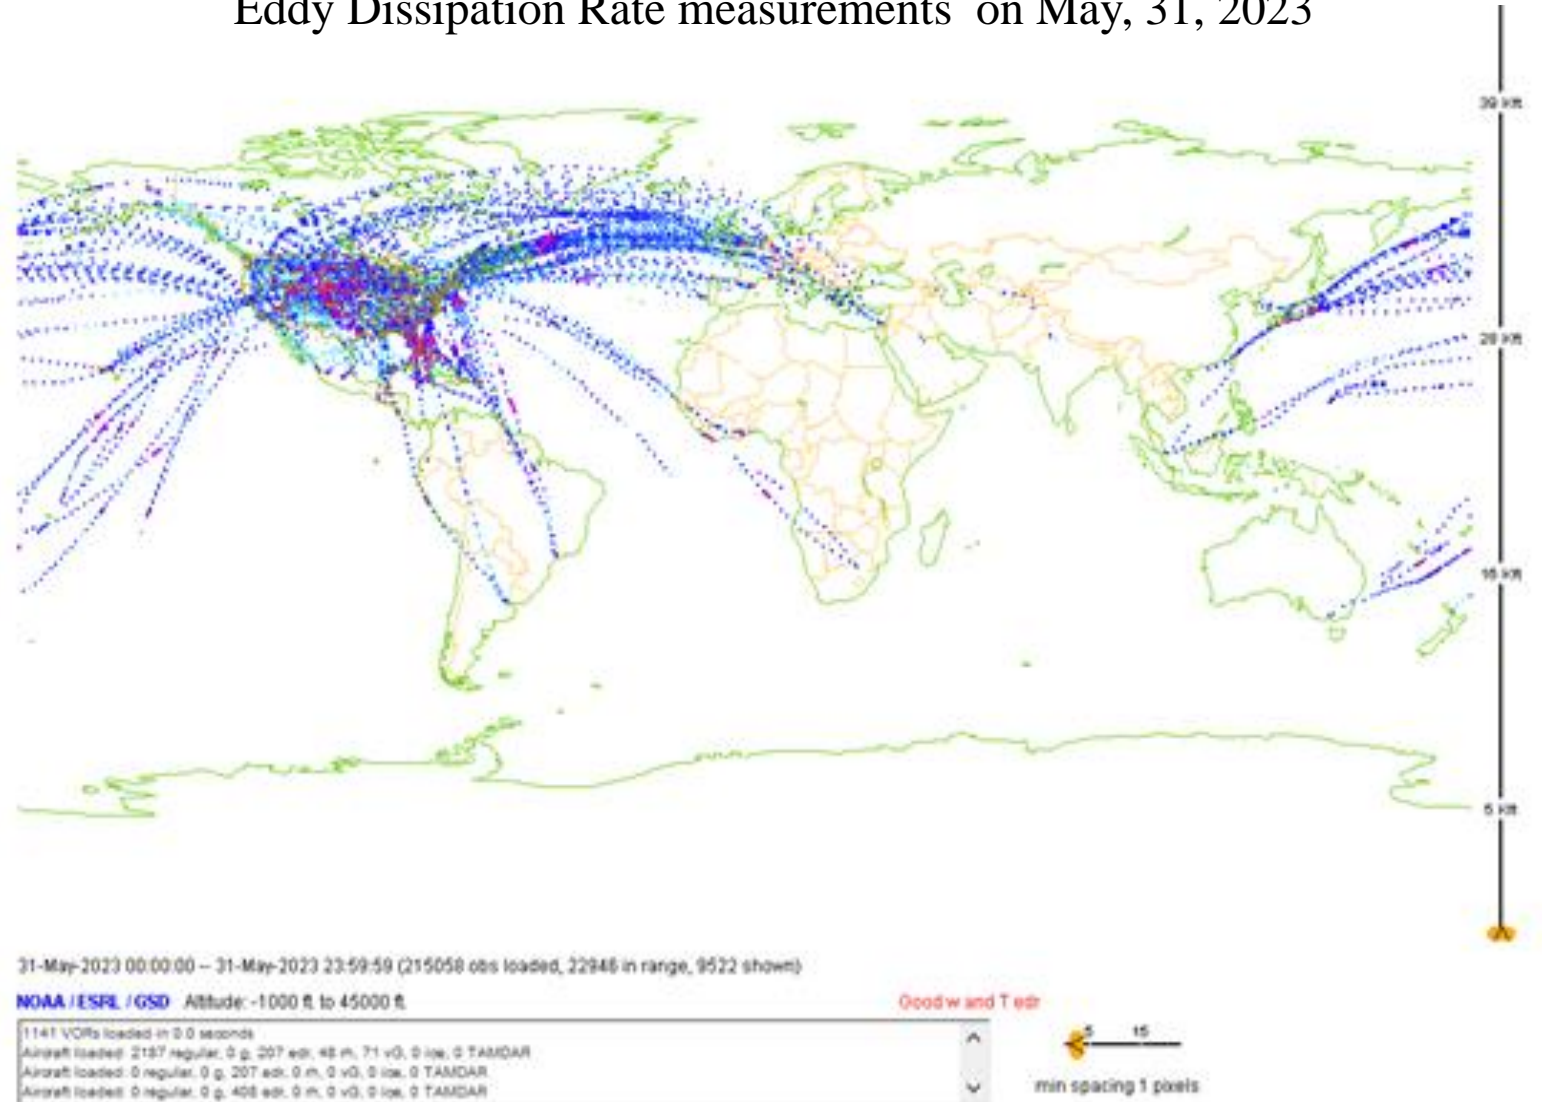 Eddy Dissipation Rate measurements on May, 31, 2023
39 kft
28 kft
16 kft
5 kft
31-May-2023 00:00:00 -- 31-May-2023 23:59:59 (215058 obs loaded, 22946 in range, 9522 shown)
NOAA / ESRL / GSD Altitude: -1000 ft. to 45000 ft.
Good w and T edr
1141 VORs loaded in 0.0 seconds
Aircraft loaded: 2187 regular, 0 g, 207 edr, 48 m, 71 vG, 0 ice, 0 TAMDAR
Aircraft loaded: 0 regular, 0 g, 207 edr, 0 m, 0 vG, 0 ice, 0 TAMDAR
Aircraft loaded: 0 regular, 0 g, 408 edr, 0 m, 0 vG, 0 ice, 0 TAMDAR
5 15
min spacing 1 pixels